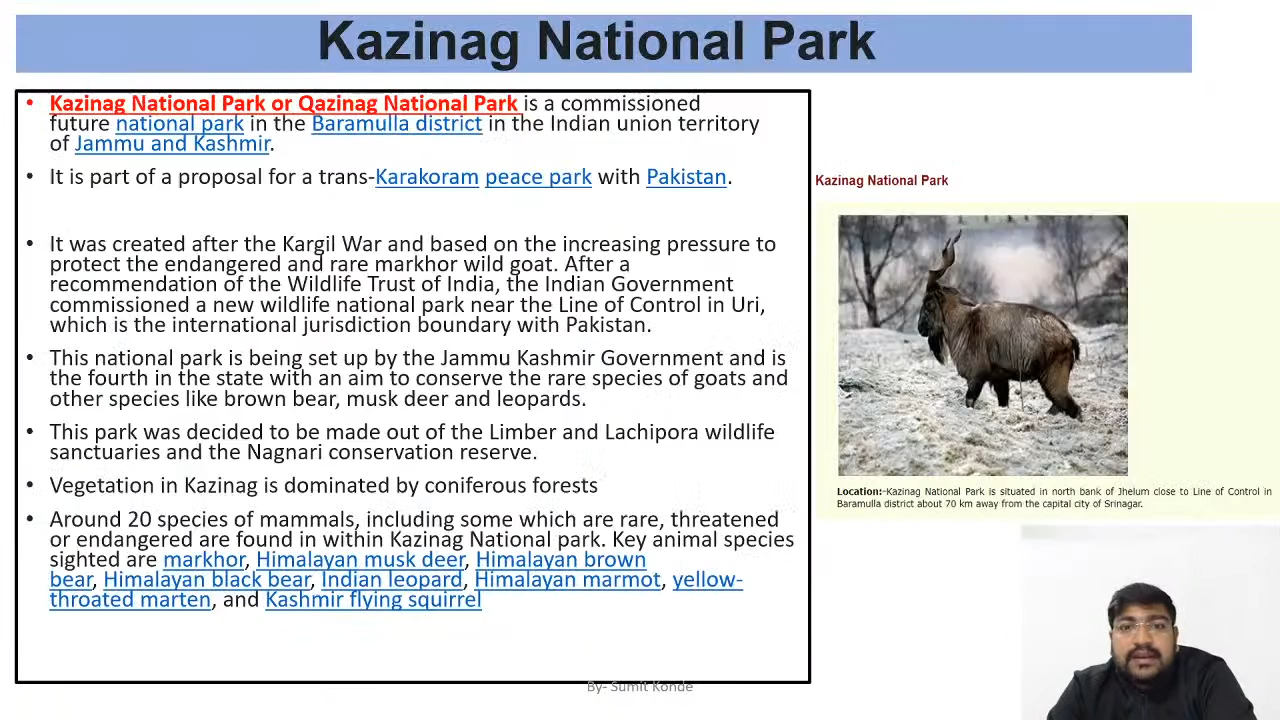 Kazinag National Park
• Kazinag National Park or Qazinag National Park is a commissioned
future national park in the Baramulla district in the Indian union territory
of Jammu and Kashmir.
• It is part of a proposal for a trans-Karakoram peace park with Pakistan.
• It was created after the Kargil War and based on the increasing pressure to
protect the endangered and rare markhor wild goat. After a
recommendation of the Wildlife Trust of India, the Indian Government
commissioned a new wildlife national park near the Line of Control in Uri,
which is the international jurisdiction boundary with Pakistan.
• This national park is being set up by the Jammu Kashmir Government and is
the fourth in the state with an aim to conserve the rare species of goats and
other species like brown bear, musk deer and leopards.
• This park was decided to be made out of the Limber and Lachipora wildlife
sanctuaries and the Nagnari conservation reserve.
• Vegetation in Kazinag is dominated by coniferous forests
• Around 20 species of mammals, including some which are rare, threatened
or endangered are found in within Kazinag National park. Key animal species
sighted are markhor, Himalayan musk deer, Himalayan brown
bear, Himalayan black bear, Indian leopard, Himalayan marmot, yellow-
throated marten, and Kashmir flying squirrel
Kazinag National Park
Location:-Kazinag National Park is situated in north bank of Jhelum close to Line of Control in
Baramulla district about 70 km away from the capital city of Srinagar.
By- Sumit Konde